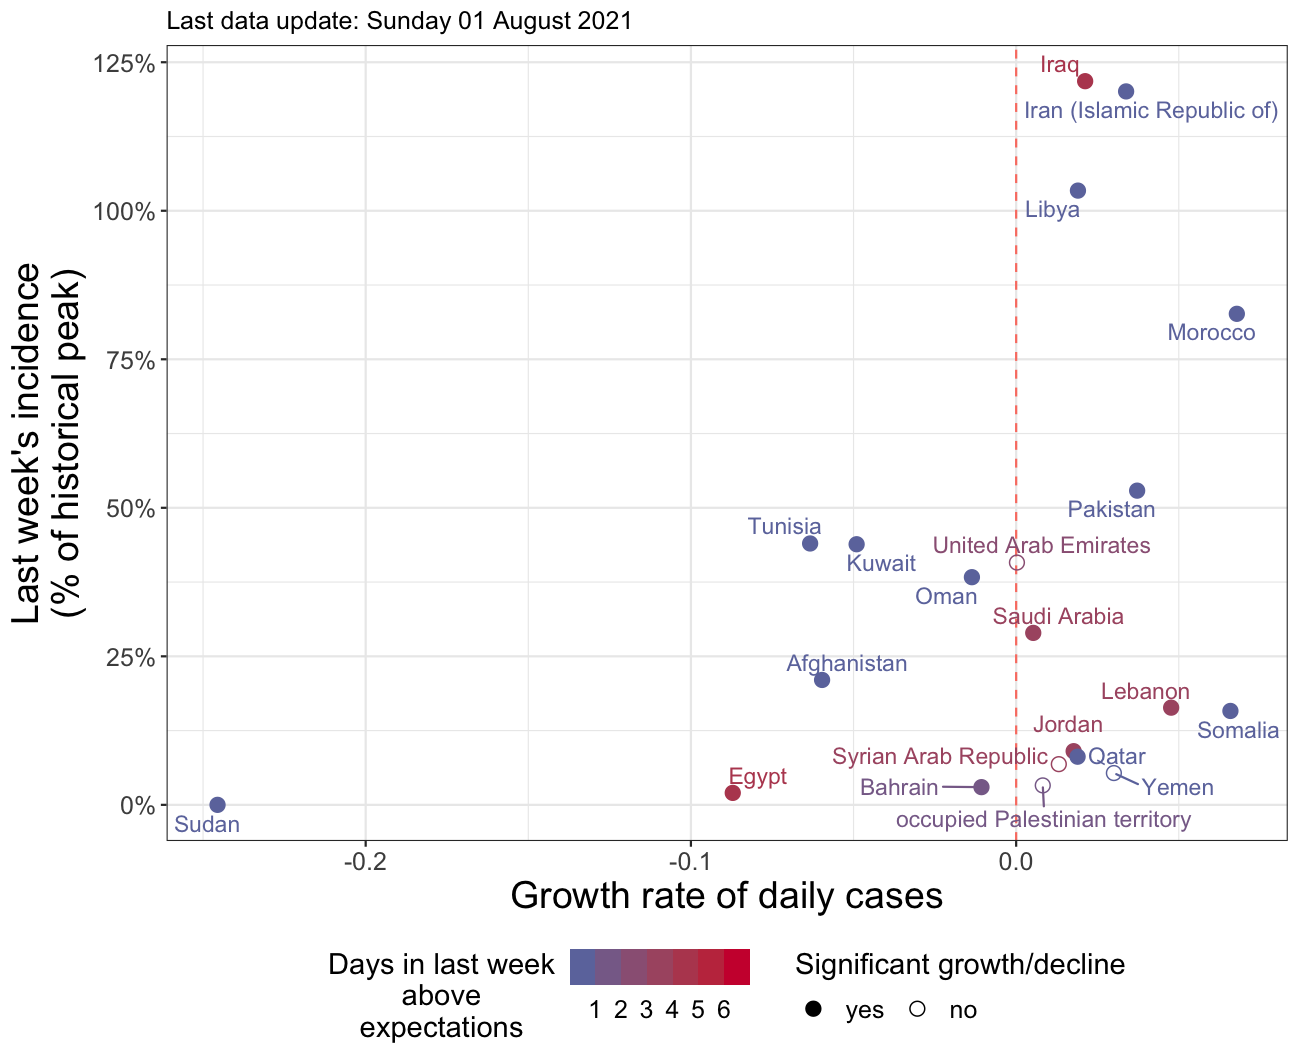 Last data update: Sunday 01 August 2021
Last week's incidence
(% of historical peak)
125%
100%
75%
50%
25%
0%
Iraq
Iran (Islamic Republic of)
Libya
Morocco
Pakistan
Tunisia
United Arab Emirates
Kuwait
Oman
Saudi Arabia
Afghanistan
Lebanon
Jordan
Somalia
Syrian Arab Republic
Qatar
Egypt
Bahrain
Yemen
occupied Palestinian territory
Sudan
-0.2
-0.1
0.0
Growth rate of daily cases
Days in last week
above
expectations
1 2 3 4 5 6
Significant growth/decline
yes
no